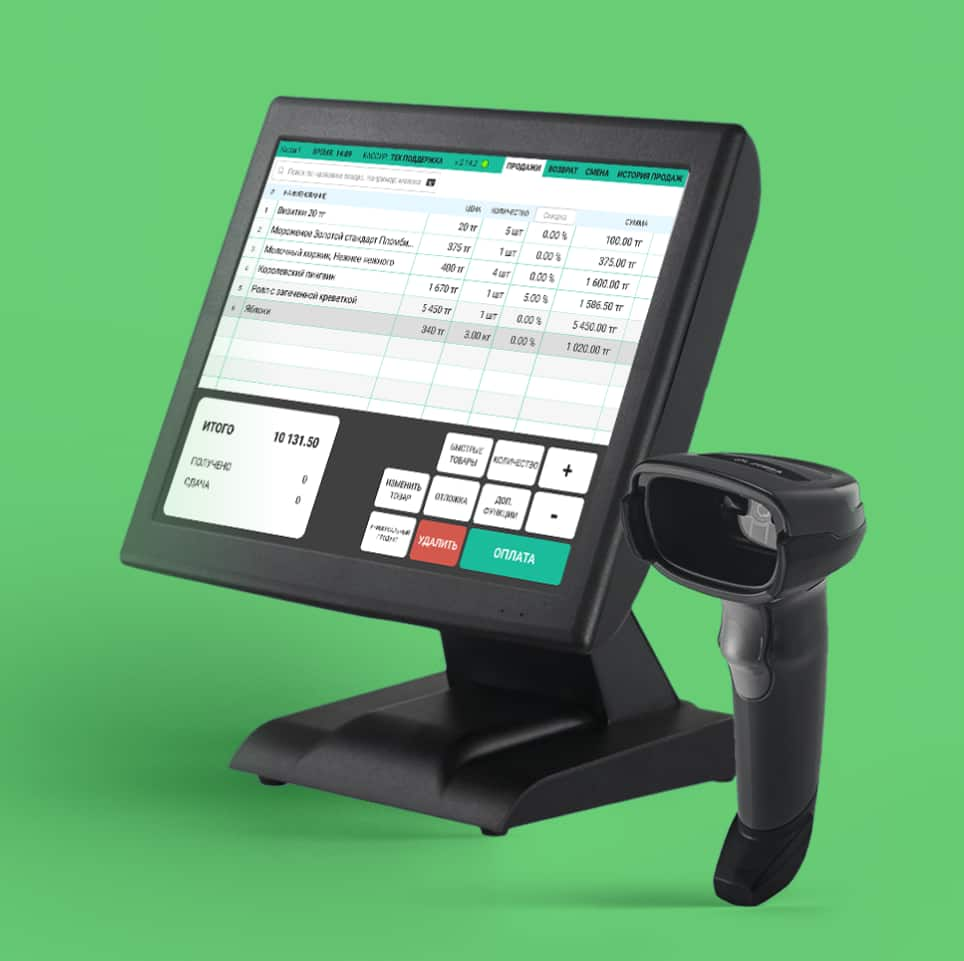 Касса 1 ВРЕМЯ: 14:09 КАССИР: ТЕХ ПОДДЕРЖКА v 2.14.2 ПРОДАЖИ ВОЗВРАТ СМЕНА ИСТОРИЯ ПРОДАЖ
Поиск по названию товара, например: молоко
# НАИМЕНОВАНИЕ ЦЕНА КОЛИЧЕСТВО Скидка СУММА
1 Визитки 20 тг 20 тг 5 шт 0.00 % 100.00 тг
2 Мороженое Золотой стандарт Пломби... 375 тг 1 шт 0.00 % 375.00 тг
3 Молочный коржик, Нежнее нежного 400 тг 4 шт 0.00 % 1 600.00 тг
4 Королевский пингвин 1 670 тг 1 шт 5.00 % 1 586.50 тг
5 Ролл с запеченной креветкой 5 450 тг 1 шт 0.00 % 5 450.00 тг
6 Яблоки 340 тг 3.00 кг 0.00 % 1 020.00 тг
ИТОГО 10 131.50
ПОЛУЧЕНО 0
СДАЧА 0
БЫСТРЫЕ
ТОВАРЫ
КОЛИЧЕСТВО
+
ИЗМЕНИТЬ
ТОВАР
ОТЛОЖКА
ДОП.
ФУНКЦИИ
-
УНИВЕРСАЛЬНЫЙ
ПРОДУКТ
УДАЛИТЬ
ОПЛАТА